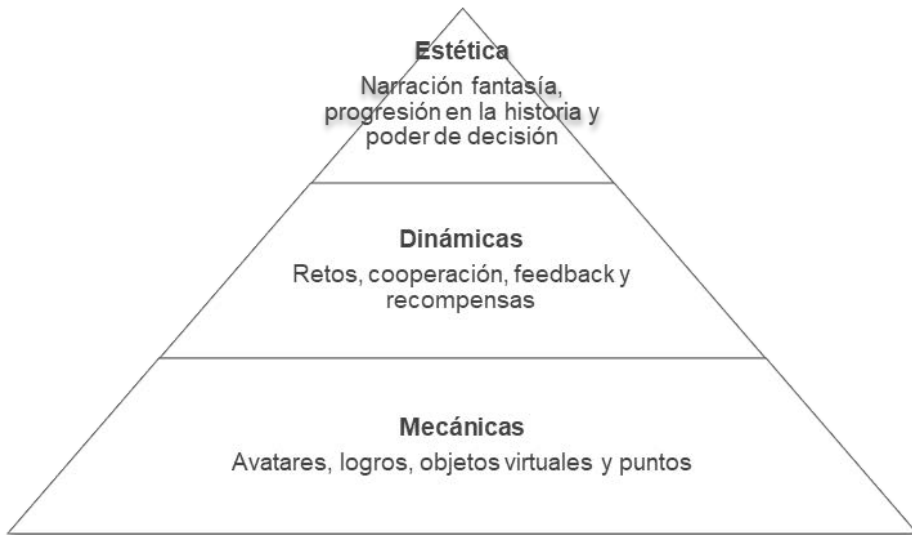 Estética
Narración fantasía,
progresión en la historia y
poder de decisión
Dinámicas
Retos, cooperación, feedback y
recompensas
Mecánicas
Avatares, logros, objetos virtuales y puntos